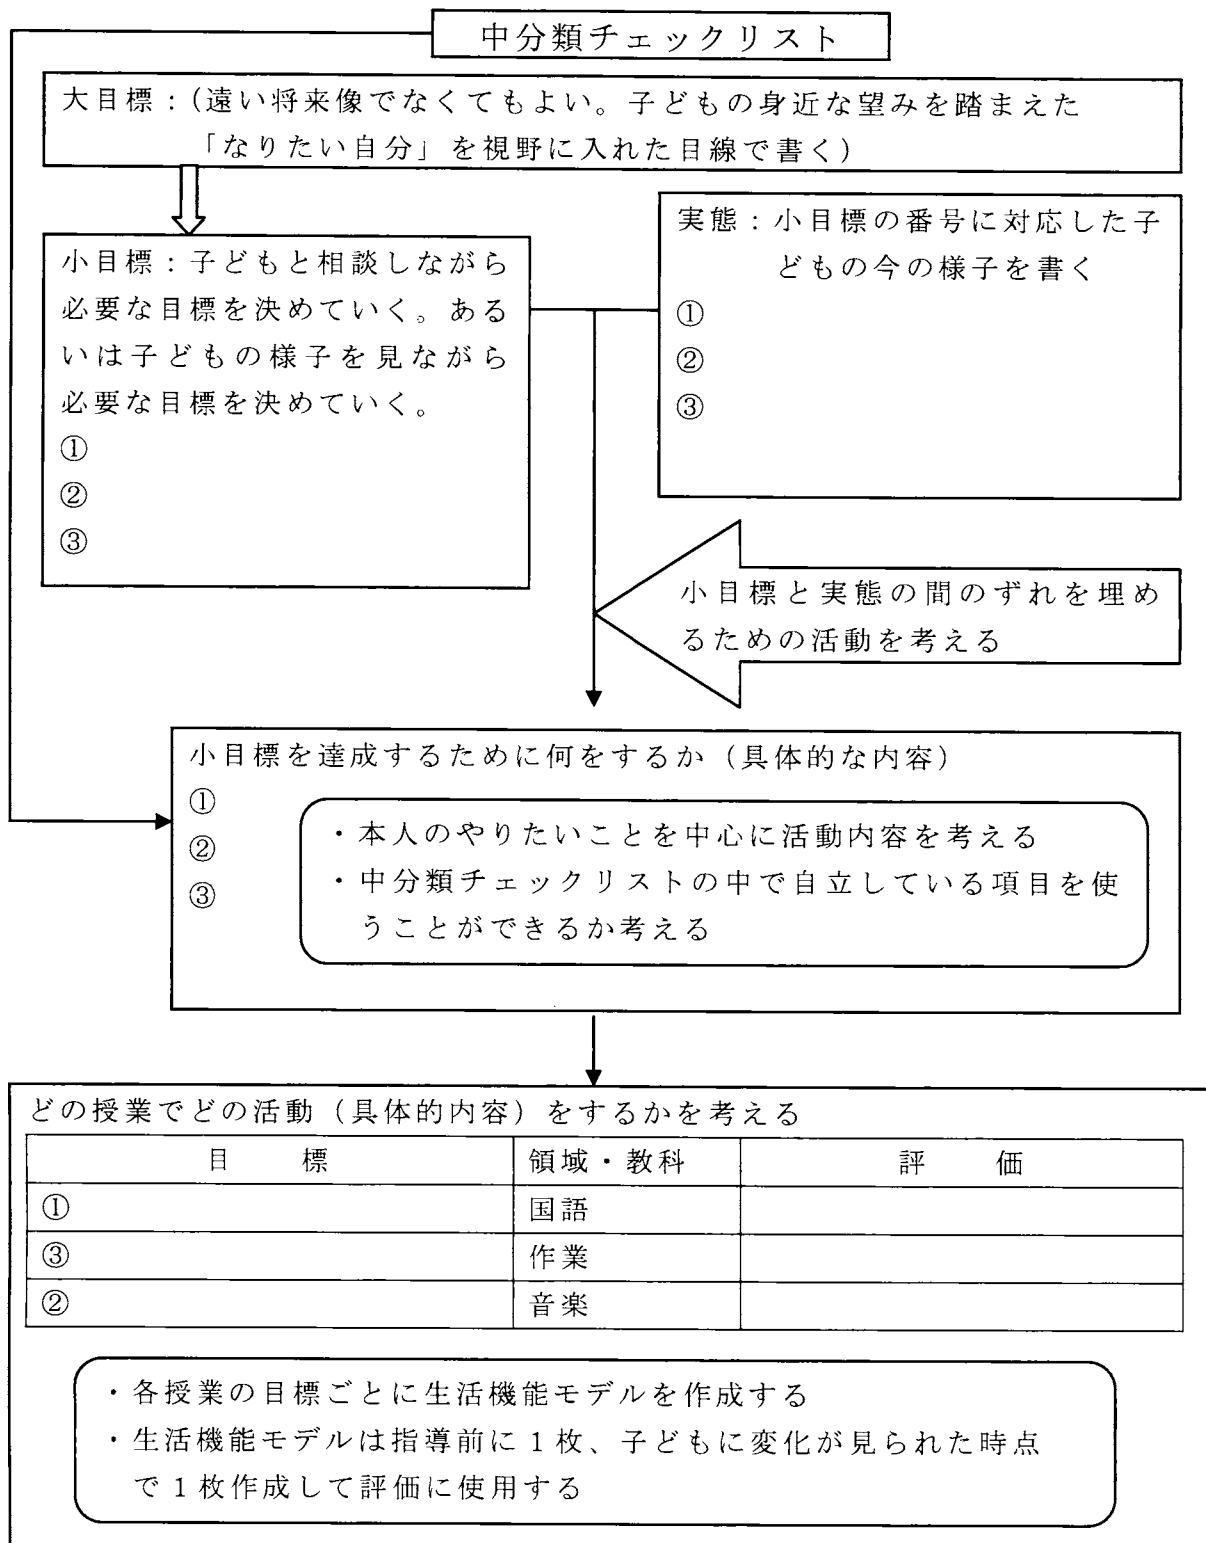 中分類チェックリスト
大目標：(遠い将来像でなくてもよい。子どもの身近な望みを踏まえた
「なりたい自分」を視野に入れた目線で書く)
小目標：子どもと相談しながら
必要な目標を決めていく。ある
いは子どもの様子を見ながら
必要な目標を決めていく。
①
②
③
実態：小目標の番号に対応した子
どもの今の様子を書く
①
②
③
小目標と実態の間のずれを埋め
るための活動を考える
小目標を達成するために何をするか（具体的な内容）
①
②
③
・本人のやりたいことを中心に活動内容を考える
・中分類チェックリストの中で自立している項目を使
うことができるか考える
どの授業でどの活動（具体的内容）をするかを考える
目　標 領域・教科 評　価
① 国語
③ 作業
② 音楽
・各授業の目標ごとに生活機能モデルを作成する
・生活機能モデルは指導前に１枚、子どもに変化が見られた時点
で１枚作成して評価に使用する